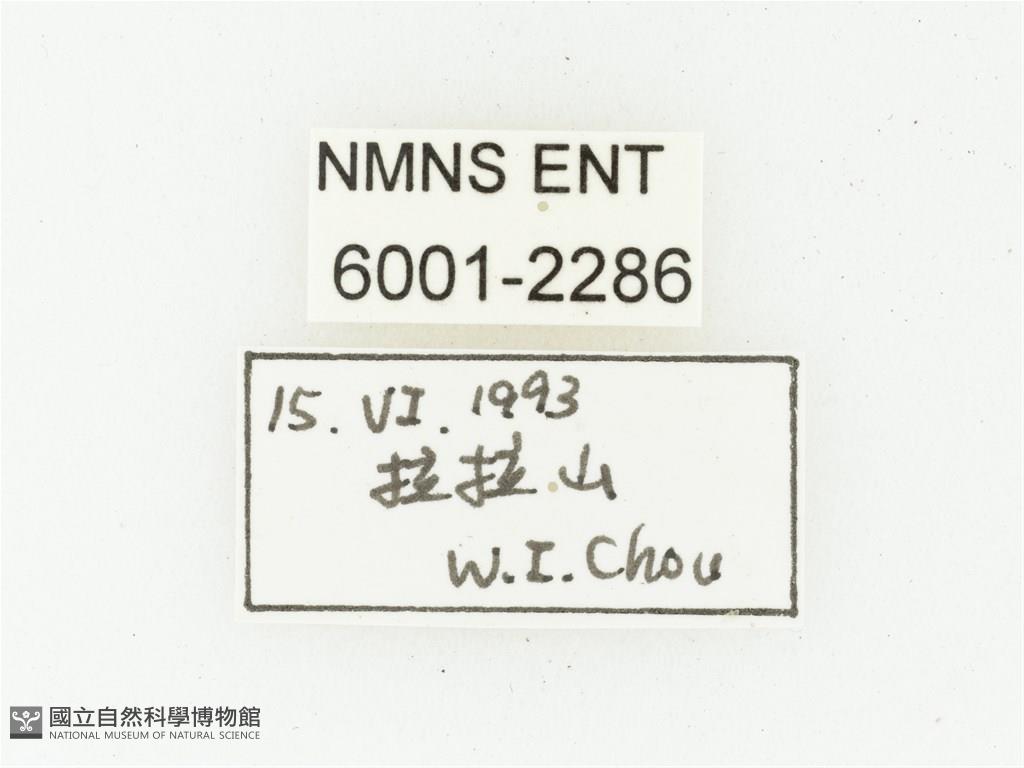 NMNS ENT
6001-2286
15. VI. 1993
拉拉山
W.I. Chou
國立自然科學博物館
NATIONAL MUSEUM OF NATURAL SCIENCE